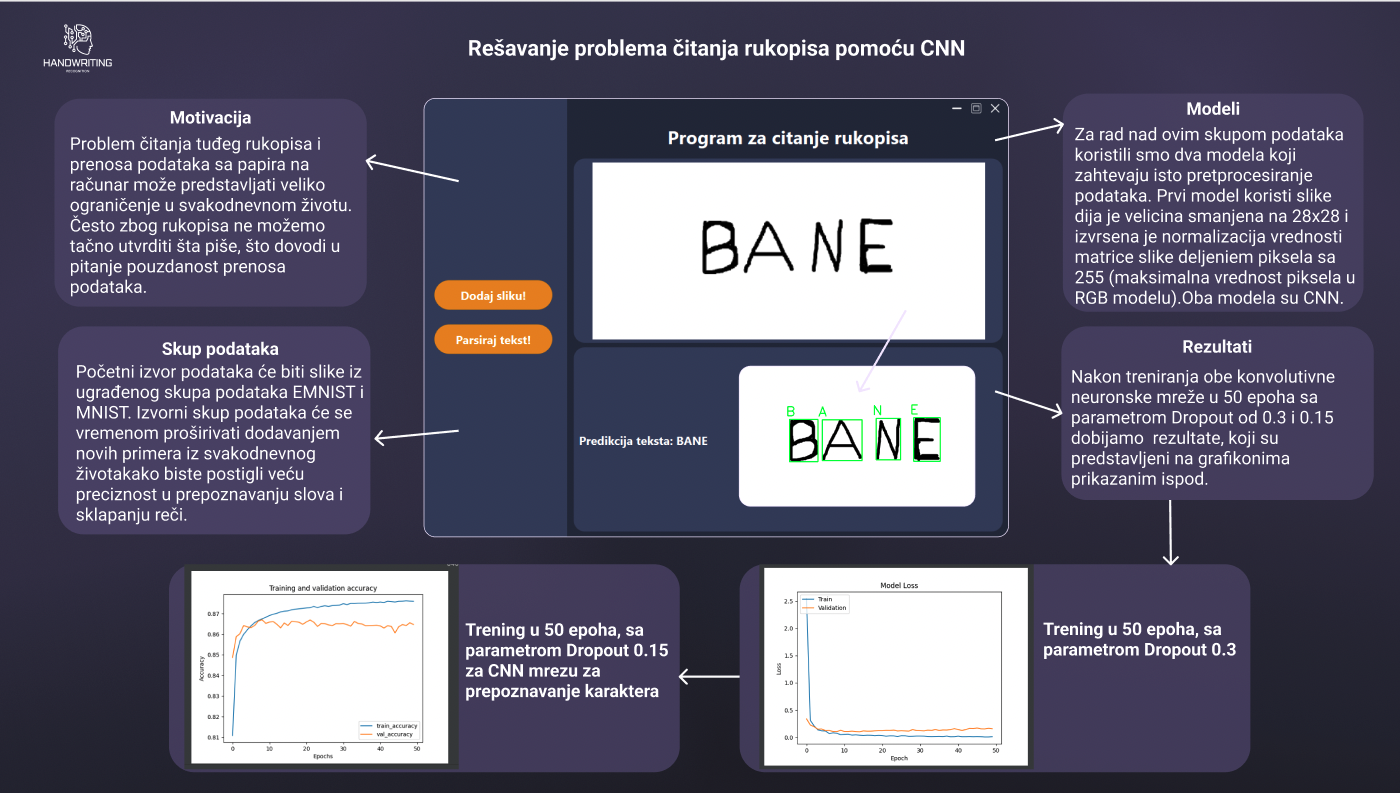 HANDWRITING
RECOGNITION
Rešavanje problema čitanja rukopisa pomoću CNN
Motivacija
Problem čitanja tuđeg rukopisa i
prenosa podataka sa papira na
računar može predstavljati veliko
ograničenje u svakodnevnom životu.
Često zbog rukopisa ne možemo
tačno utvrditi šta piše, što dovodi u
pitanje pouzdanost prenosa
podataka.
Skup podataka
Početni izvor podataka će biti slike iz
ugrađenog skupa podataka EMNIST i
MNIST. Izvorni skup podataka će se
vremenom proširivati dodavanjem
novih primera iz svakodnevnog
životakako biste postigli veću
preciznost u prepoznavanju slova i
sklapanju reči.
Program za citanje rukopisa
BANE
Dodaj sliku!
Parsiraj tekst!
Predikcija teksta: BANE
B A N E
BANE
Modeli
Za rad nad ovim skupom podataka
koristili smo dva modela koji
zahtevaju isto pretprocesiranje
podataka. Prvi model koristi slike
dija je velicina smanjena na 28x28 i
izvrsena je normalizacija vrednosti
matrice slike deljeniem piksela sa
255 (maksimalna vrednost piksela u
RGB modelu).Oba modela su CNN.
Rezultati
Nakon treniranja obe konvolutivne
neuronske mreže u 50 epoha sa
parametrom Dropout od 0.3 i 0.15
dobijamo  rezultate, koji su
predstavljeni na grafikonima
prikazanim ispod.
Training and validation accuracy
Accuracy
0.87
0.86
0.85
0.84
0.83
0.82
0.81
train_accuracy
val_accuracy
0 10 20 30 40 50
Epochs
Trening u 50 epoha, sa
parametrom Dropout 0.15
za CNN mrezu za
prepoznavanje karaktera
Model Loss
Train
Validation
Loss
2.5
2.0
1.5
1.0
0.5
0.0
0 10 20 30 40 50
Epoch
Trening u 50 epoha, sa
parametrom Dropout 0.3